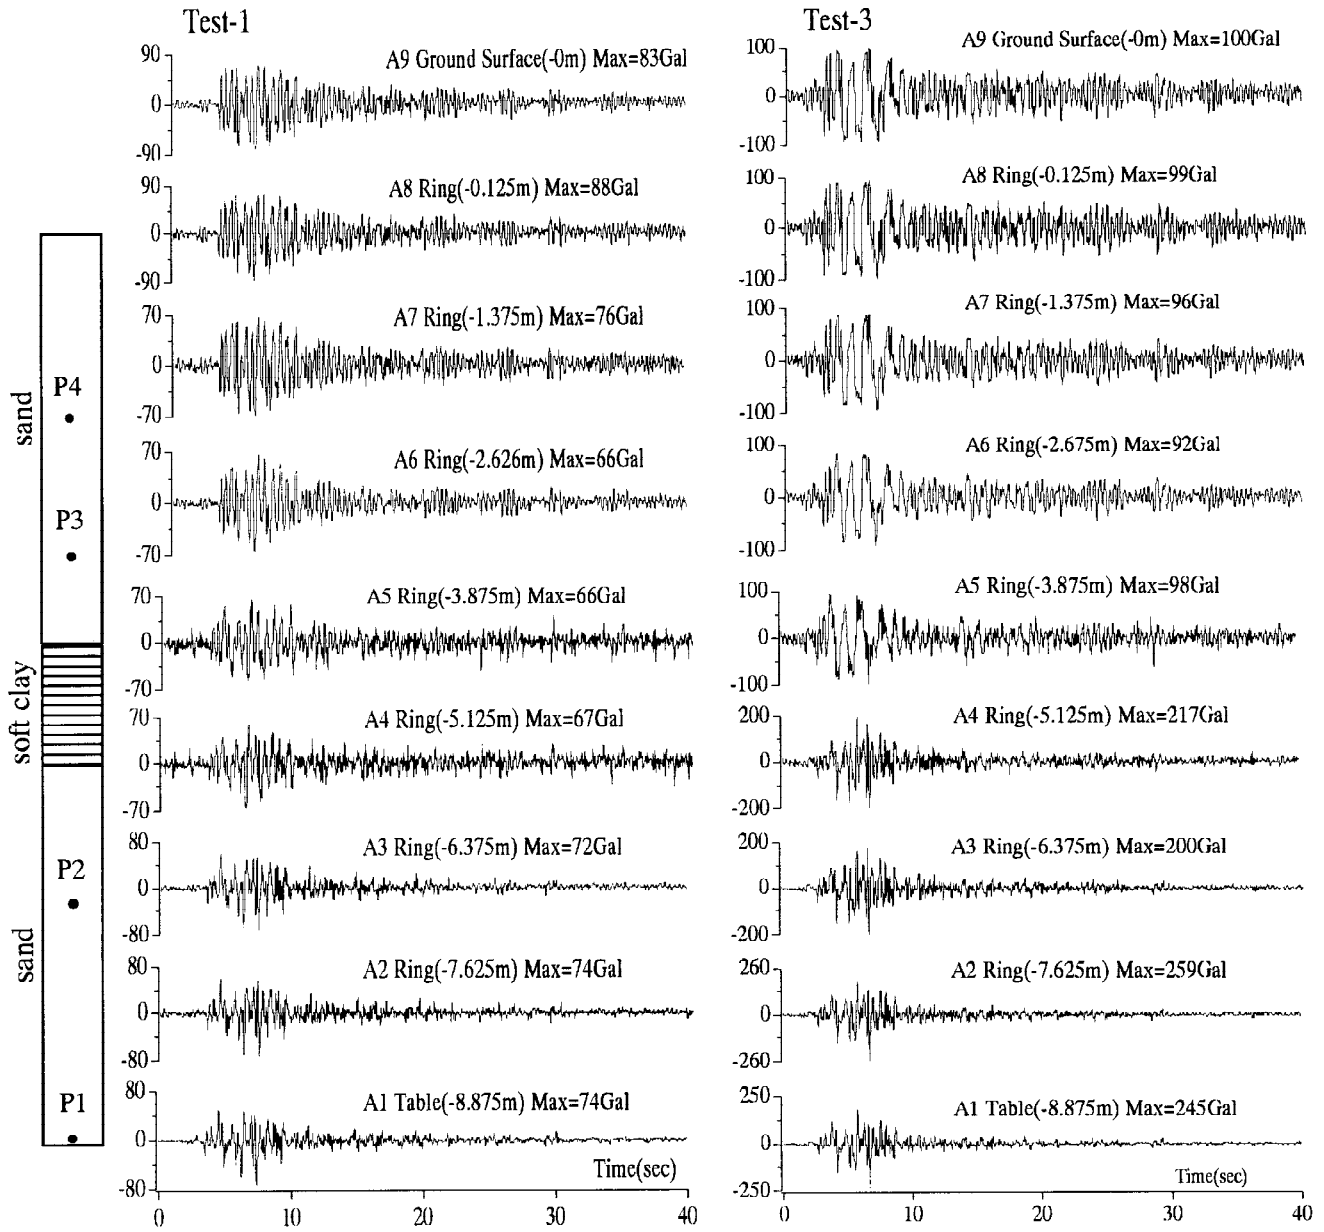 Test-1
A9 Ground Surface(-0m) Max=83Gal
90
0
-90
A8 Ring(-0.125m) Max=88Gal
90
0
-90
A7 Ring(-1.375m) Max=76Gal
70
0
-70
A6 Ring(-2.626m) Max=66Gal
70
0
-70
A5 Ring(-3.875m) Max=66Gal
70
0
-70
A4 Ring(-5.125m) Max=67Gal
70
0
-70
A3 Ring(-6.375m) Max=72Gal
80
0
-80
A2 Ring(-7.625m) Max=74Gal
80
0
-80
A1 Table(-8.875m) Max=74Gal
80
0
-80
Time(sec)
0 10 20 30 40
Test-3
A9 Ground Surface(-0m) Max=100Gal
100
0
-100
A8 Ring(-0.125m) Max=99Gal
100
0
-100
A7 Ring(-1.375m) Max=96Gal
100
0
-100
A6 Ring(-2.675m) Max=92Gal
100
0
-100
A5 Ring(-3.875m) Max=98Gal
100
0
-100
A4 Ring(-5.125m) Max=217Gal
200
0
-200
A3 Ring(-6.375m) Max=200Gal
200
0
-200
A2 Ring(-7.625m) Max=259Gal
260
0
-260
A1 Table(-8.875m) Max=245Gal
250
0
-250
Time(sec)
0 10 20 30 40
sand
soft clay
sand
P4
P3
P2
P1